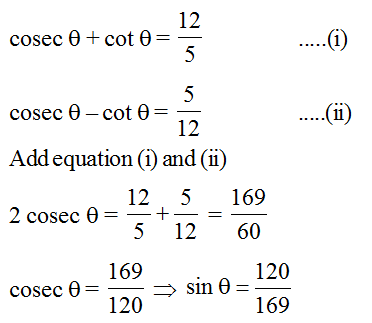 cosec θ + cot θ = 12/5 .....(i)
cosec θ – cot θ = 5/12 .....(ii)
Add equation (i) and (ii)
2 cosec θ = 12/5 + 5/12 = 169/60
cosec θ = 169/120 ⇒ sin θ = 120/169